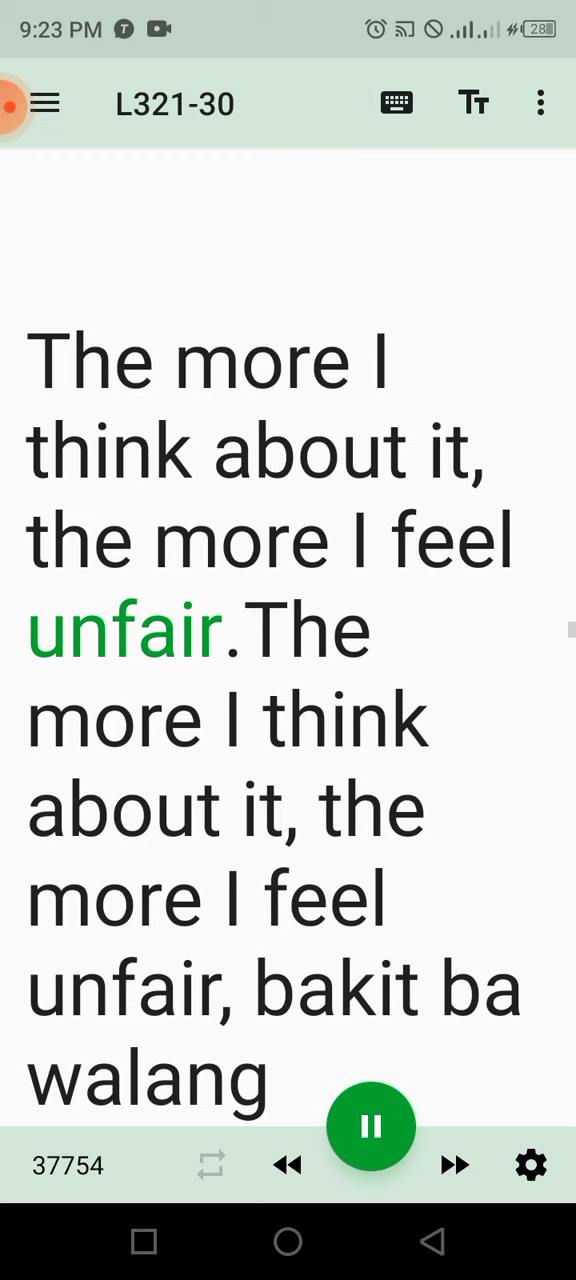 9:23 PM
28
L321-30
The more I
think about it,
the more I feel
unfair.The
more I think
about it, the
more I feel
unfair, bakit ba
walang
37754